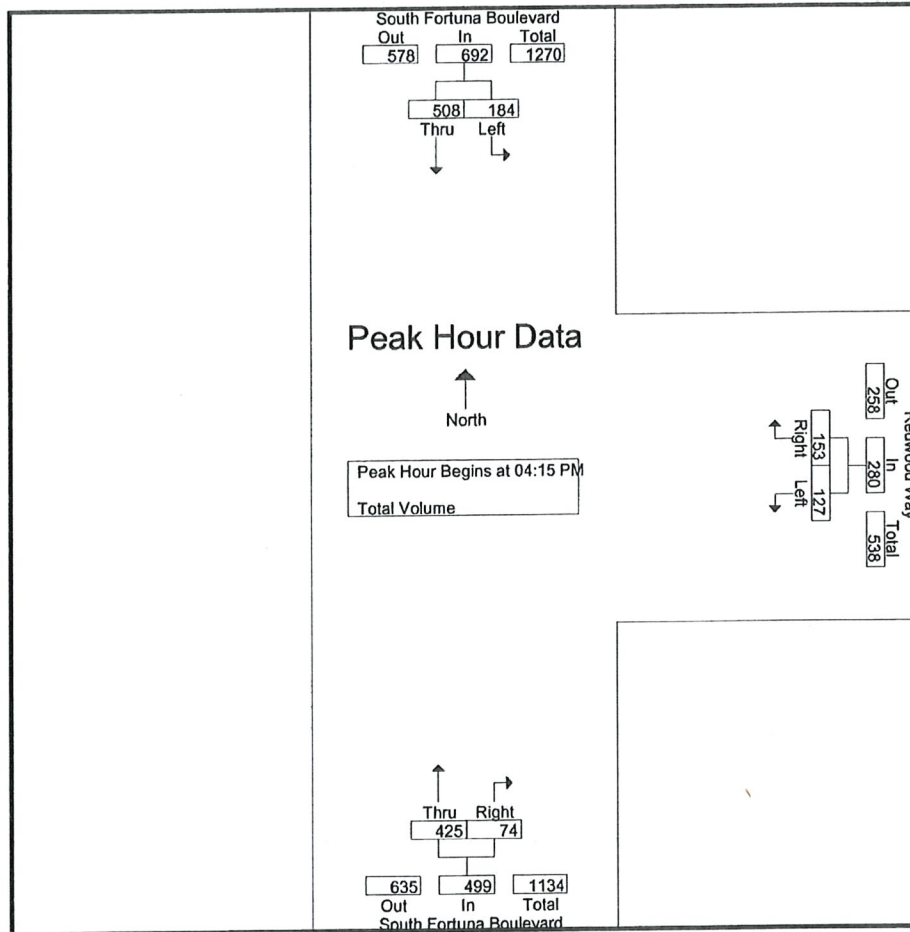 South Fortuna Boulevard
Out In Total
578 692 1270
508 184
Thru Left
Peak Hour Data
North
Peak Hour Begins at 04:15 PM
Total Volume
Redwood Way
Out In Total
258 280 538
153 127
Right Left
Thru Right
425 74
635 499 1134
Out In Total
South Fortuna Boulevard